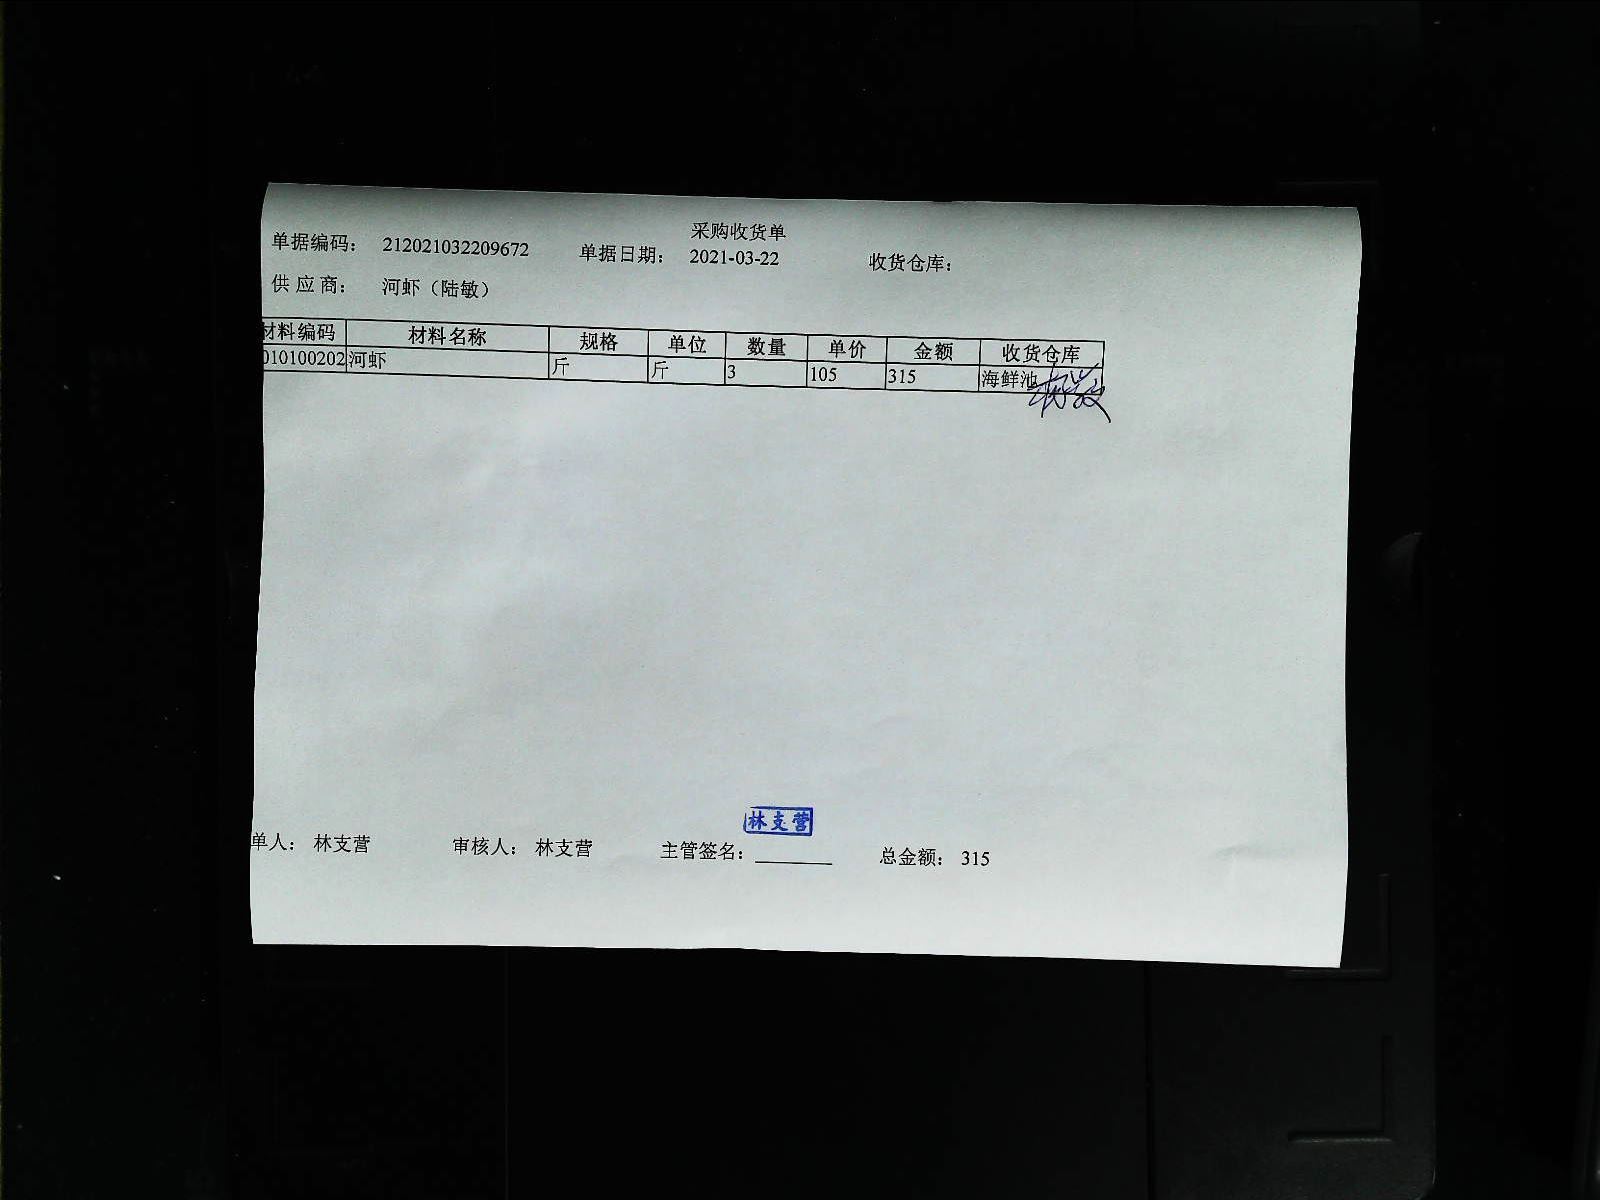 采购收货单
单据编码： 212021032209672 单据日期： 2021-03-22 收货仓库：
供 应 商： 河虾（陆敏）
材料编码 材料名称 规格 单位 数量 单价 金额 收货仓库
010100202 河虾 斤 斤 3 105 315 海鲜池
林支营
单人： 林支营 审核人： 林支营 主管签名： 总金额： 315